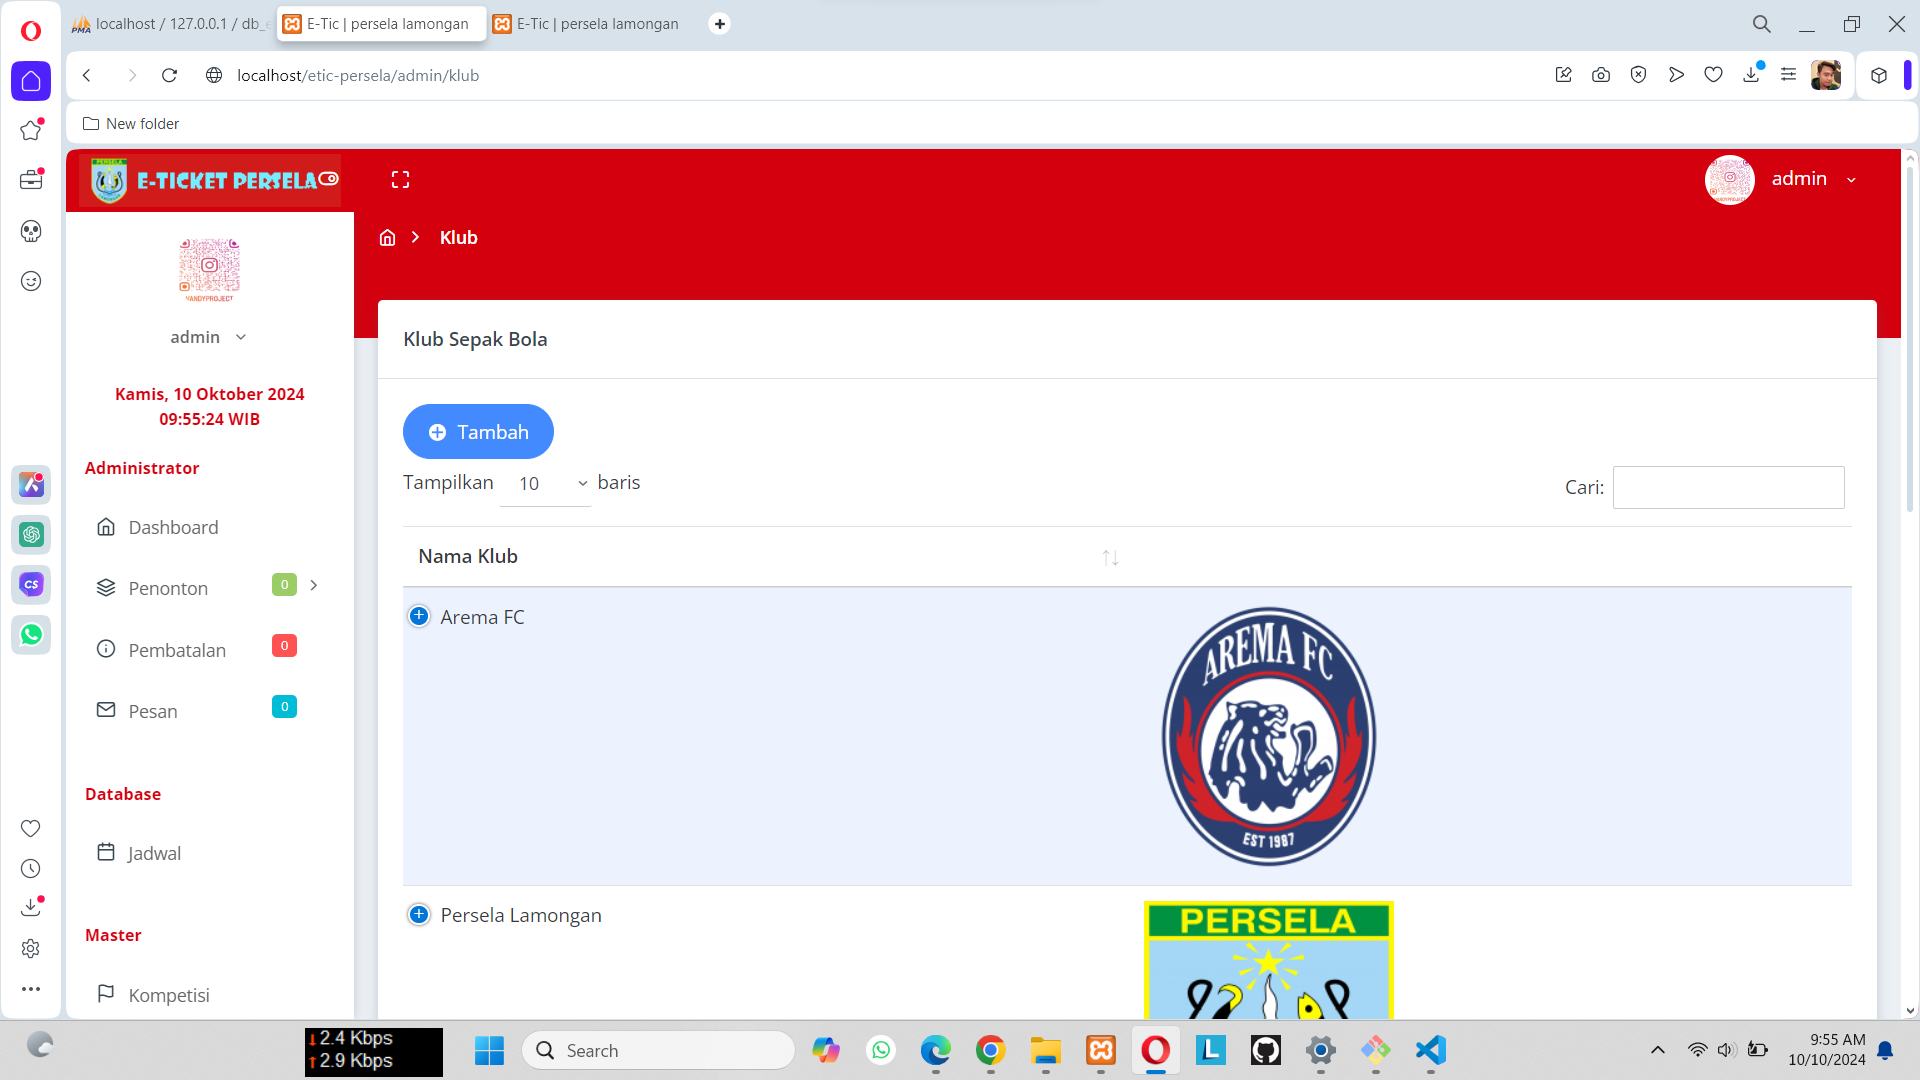 localhost / 127.0.0.1 / db_e
E-Tic | persela lamongan
E-Tic | persela lamongan
localhost/etic-persela/admin/klub
New folder
PERSELA
E-TICKET PERSELA
admin
Klub
admin
Kamis, 10 Oktober 2024
09:55:24 WIB
Administrator
Dashboard
Penonton 0
Pembatalan 0
Pesan 0
Database
Jadwal
Master
Kompetisi
Klub Sepak Bola
Tambah
Tampilkan 10 baris
Cari:
Nama Klub
Arema FC
AREMA FC
EST 1987
Persela Lamongan
PERSELA
2.4 Kbps
2.9 Kbps
Search
9:55 AM
10/10/2024